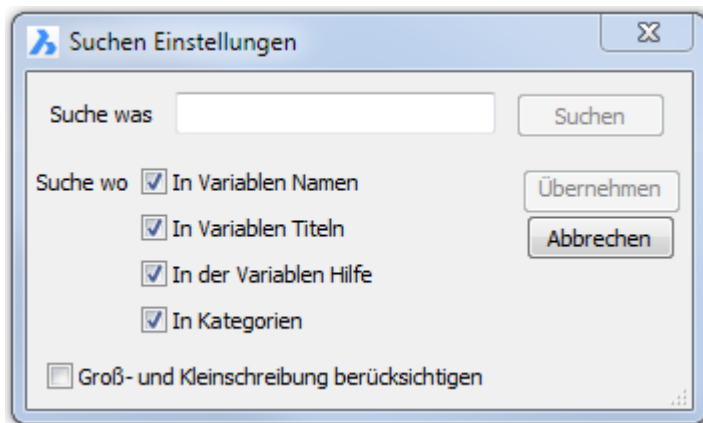 Suchen Einstellungen
Suche was
Suchen
Suche wo In Variablen Namen
Übernehmen
In Variablen Titeln
Abbrechen
In der Variablen Hilfe
In Kategorien
Groß- und Kleinschreibung berücksichtigen